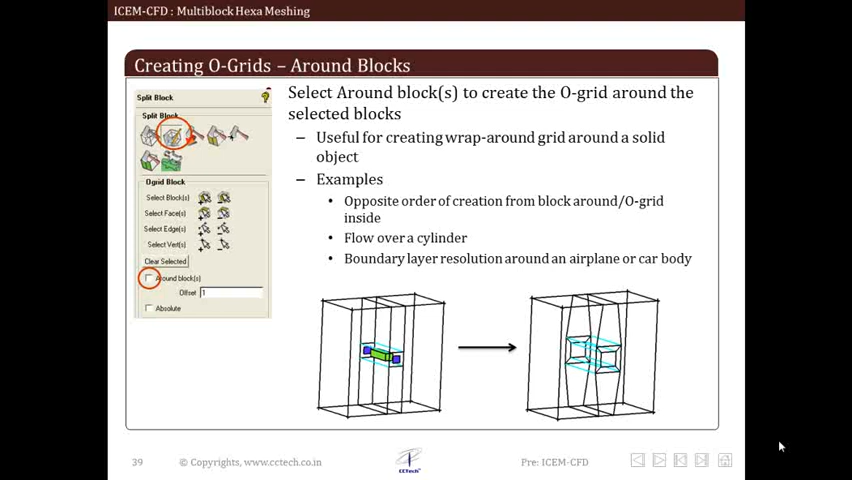 ICEM-CFD : Multiblock Hexa Meshing
Creating O-Grids – Around Blocks
Split Block
Split Block
Ogrid Block
Select Block(s)
Select Face(s)
Select Edge(s)
Select Vert(s)
Clear Selected
Around block(s)
Offset 1
Absolute
Select Around block(s) to create the O-grid around the
selected blocks
– Useful for creating wrap-around grid around a solid
object
– Examples
• Opposite order of creation from block around/O-grid
inside
• Flow over a cylinder
• Boundary layer resolution around an airplane or car body
39
© Copyrights, www.cctech.co.in
CCTech
Pre: ICEM-CFD